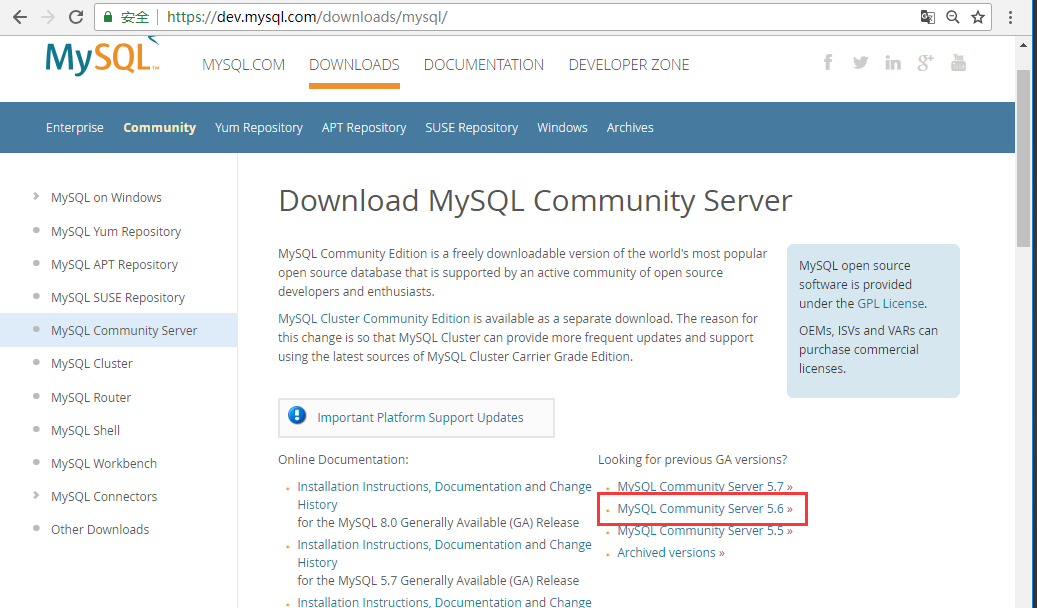 安全
https://dev.mysql.com/downloads/mysql/
MySQL™
MYSQL.COM DOWNLOADS DOCUMENTATION DEVELOPER ZONE
Enterprise Community Yum Repository APT Repository SUSE Repository Windows Archives
MySQL on Windows
MySQL Yum Repository
MySQL APT Repository
MySQL SUSE Repository
MySQL Community Server
MySQL Cluster
MySQL Router
MySQL Shell
MySQL Workbench
MySQL Connectors
Other Downloads
Download MySQL Community Server
MySQL Community Edition is a freely downloadable version of the world's most popular
open source database that is supported by an active community of open source
developers and enthusiasts.
MySQL Cluster Community Edition is available as a separate download. The reason for
this change is so that MySQL Cluster can provide more frequent updates and support
using the latest sources of MySQL Cluster Carrier Grade Edition.
MySQL open source
software is provided
under the GPL License.
OEMs, ISVs and VARs can
purchase commercial
licenses.
Important Platform Support Updates
Online Documentation:
Installation Instructions, Documentation and Change
History
for the MySQL 8.0 Generally Available (GA) Release
Installation Instructions, Documentation and Change
History
for the MySQL 5.7 Generally Available (GA) Release
Installation Instructions, Documentation and Change
Looking for previous GA versions?
MySQL Community Server 5.7 »
MySQL Community Server 5.6 »
MySQL Community Server 5.5 »
Archived versions »